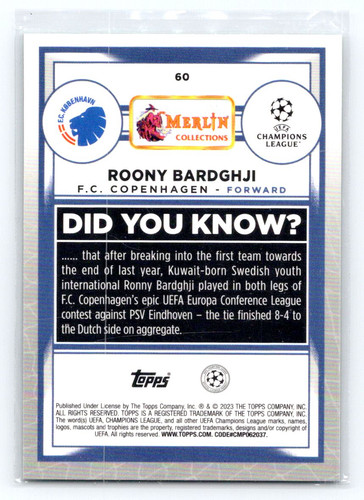 60
F.C. KØBENHAVN
MERLIN
COLLECTIONS
UEFA
CHAMPIONS
LEAGUE
ROONY BARDGHJI
F.C. COPENHAGEN - FORWARD
DID YOU KNOW?
...... that after breaking into the first team towards
the end of last year, Kuwait-born Swedish youth
international Rony Bardghji played in both legs of
F.C. Copenhagen's epic UEFA Europa Conference League
contest against PSV Eindhoven – the tie finished 8-4 to
the Dutch side on aggregate.
Topps
Published Under License by The Topps Company, Inc. ® & © 2023 THE TOPPS COMPANY, INC.
ALL RIGHTS RESERVED. TOPPS IS A REGISTERED TRADEMARK OF THE TOPPS COMPANY, INC.
The words UEFA, CHAMPIONS LEAGUE, and all other UEFA Champions League marks, names,
logos, mascots and trophies are the property, registered trademarks, designs and/or copyright of
UEFA. All rights reserved. WWW.TOPPS.COM. CODE#CMP062037.